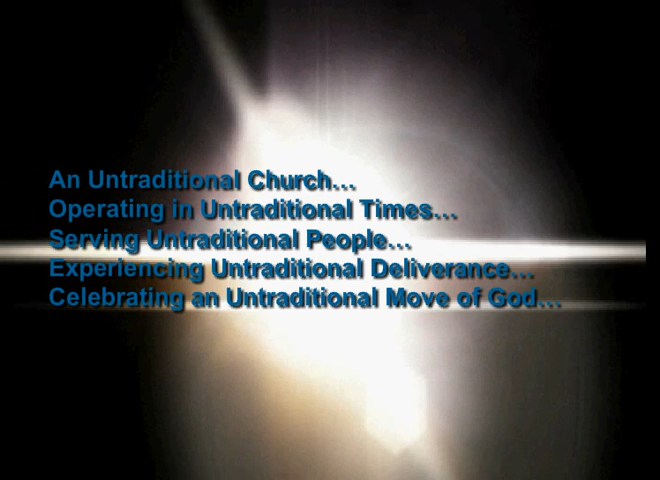 An Untraditional Church…
Operating in Untraditional Times…
Serving Untraditional People…
Experiencing Untraditional Deliverance…
Celebrating an Untraditional Move of God…